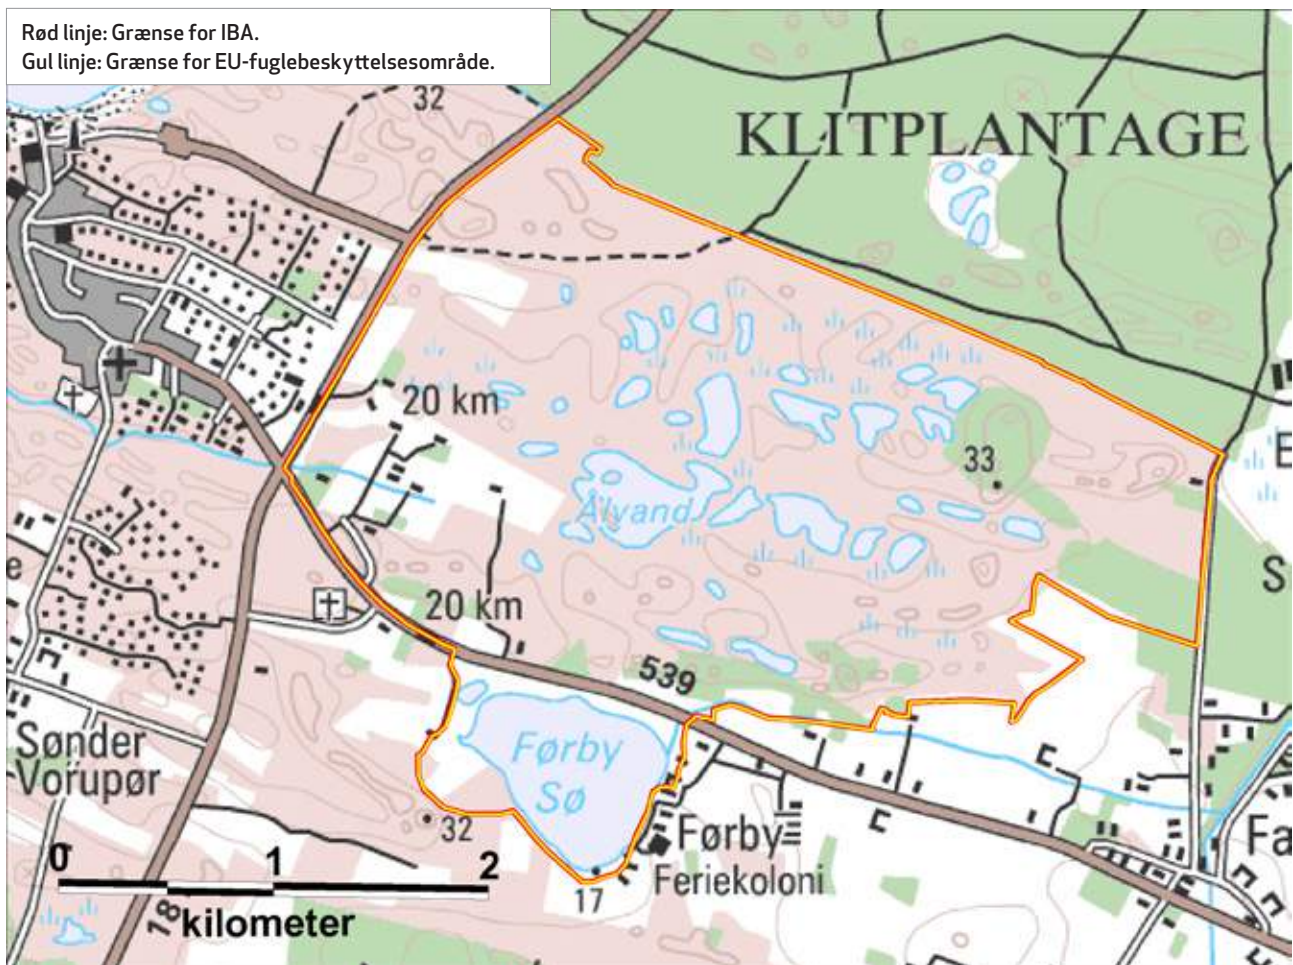 Rød linje: Grænse for IBA.
Gul linje: Grænse for EU-fuglebeskyttelsesområde.
32
KLITPLANTAGE
20 km
33
Ålvand
E
e
S
20 km
539
Sønder
Vorupør
Førby
Sø
32
Førby
Feriekoloni
Fa
17
0 1 2
kilometer
18